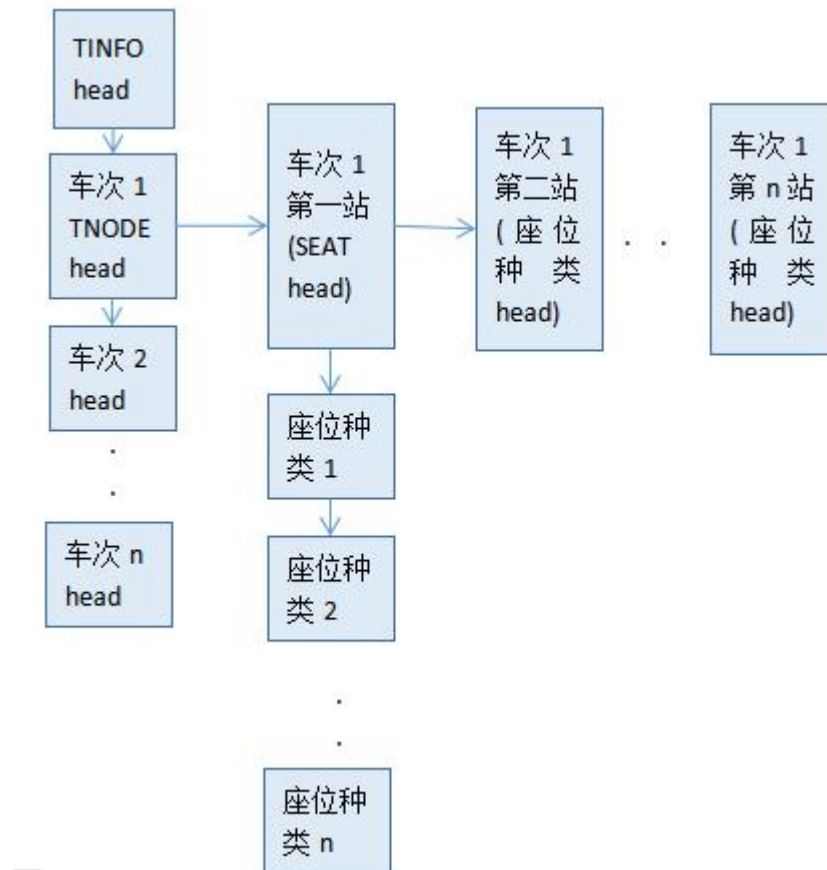 TINFO
head
车次 1
TNODE
head
车次 2
head
.
.
车次 n
head
车次 1
第一站
(SEAT
head)
座位种
类 1
座位种
类 2
.
.
座位种
类 n
车次 1
第二站
( 座 位
种 类
head)
. .
车次 1
第 n 站
( 座 位
种 类
head)